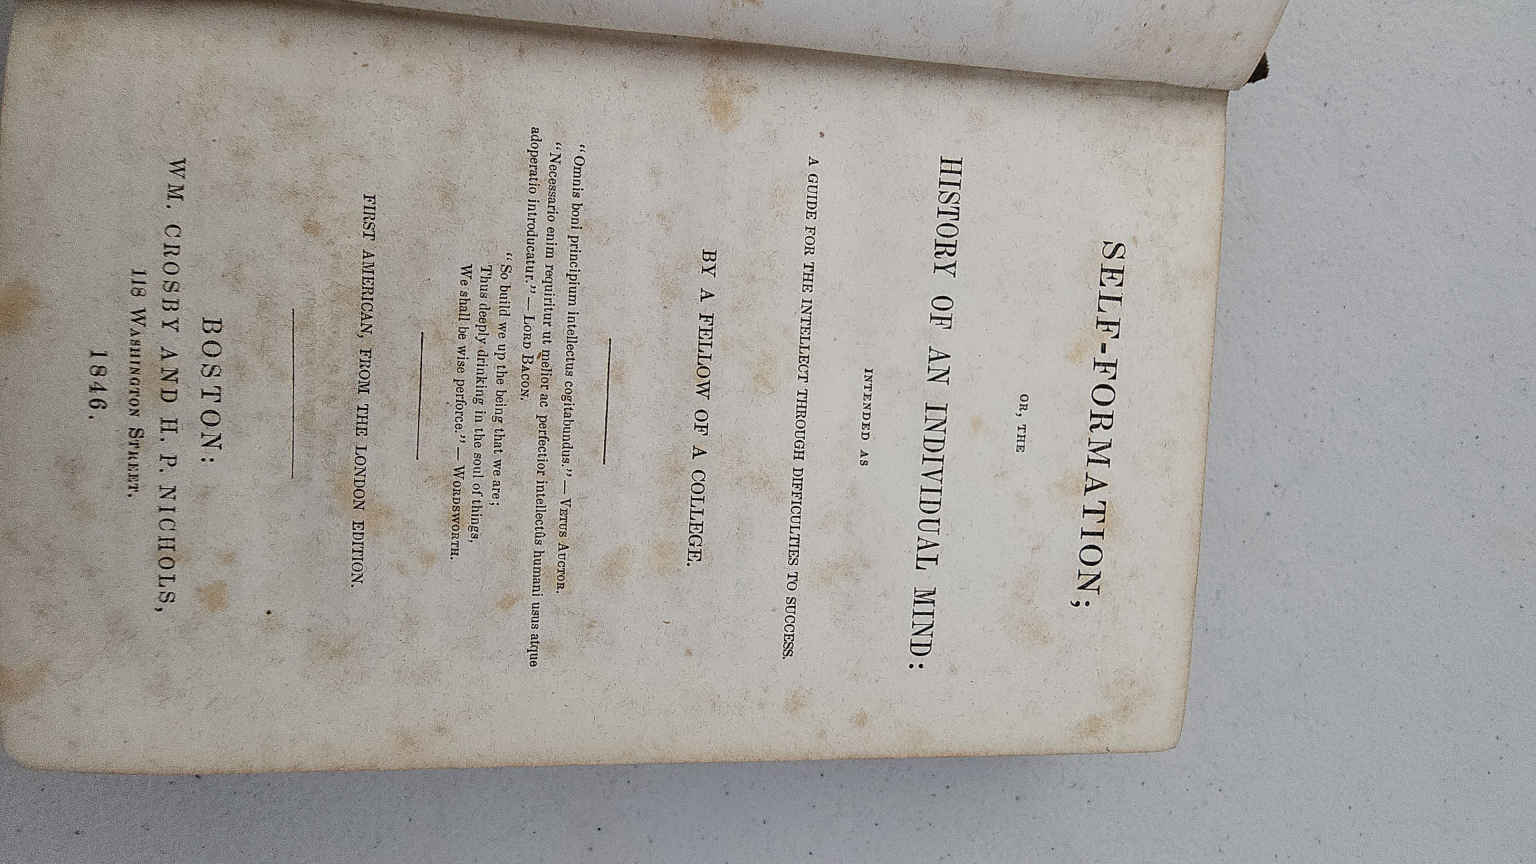 SELF-FORMATION;
OR, THE
HISTORY OF AN INDIVIDUAL MIND:
INTENDED AS
A GUIDE FOR THE INTELLECT THROUGH DIFFICULTIES TO SUCCESS.
BY A FELLOW OF A COLLEGE.
"Omnis boni principium intellectus cogitabundus." — VETUS AUCTOR.
"Necessario enim requiritur ut melior ac perfectior intellectûs humani usus atque
adoperatio introducatur." — LORD BACON.
"So build we up the being that we are;
Thus deeply drinking in the soul of things,
We shall be wise perforce." — WORDSWORTH.
FIRST AMERICAN, FROM THE LONDON EDITION.
BOSTON:
WM. CROSBY AND H. P. NICHOLS,
118 WASHINGTON STREET.
1846.